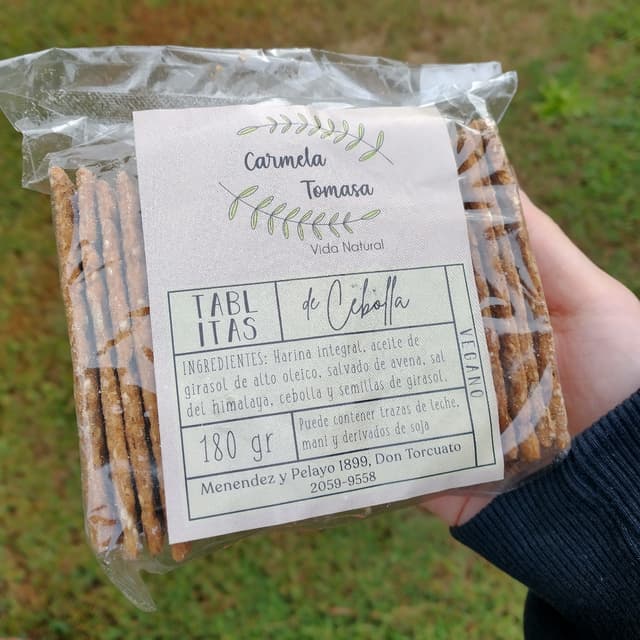 Carmela
Tomasa
Vida Natural
TABL
ITAS
de Cebolla
INGREDIENTES: Harina integral, aceite de
girasol de alto oleico, salvado de avena, sal
del himalaya, cebolla y semillas de girasol.
VEGANO
180 gr
Puede contener trazas de leche,
mani y derivados de soja
Menendez y Pelayo 1899, Don Torcuato
2059-9558